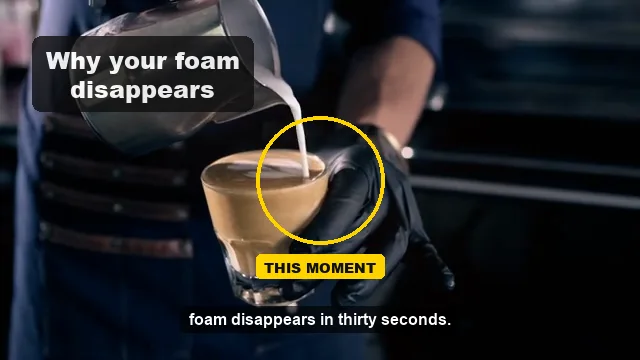 Why your foam
disappears
THIS MOMENT
foam disappears in thirty seconds.